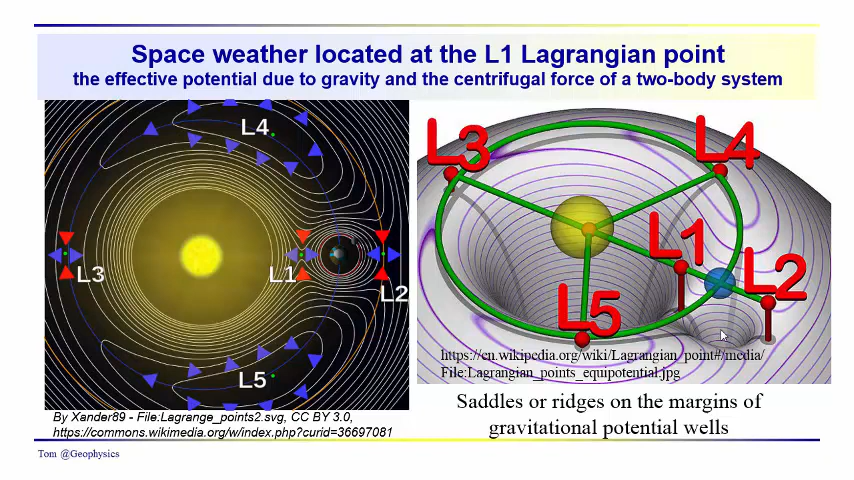 Space weather located at the L1 Lagrangian point
the effective potential due to gravity and the centrifugal force of a two-body system
L4
L3
L1
L2
L5
L3
L4
L1
L2
L5
https://en.wikipedia.org/wiki/Lagrangian_point#/media/
File:Lagrangian_points_equipotential.jpg
By Xander89 - File:Lagrange_points2.svg, CC BY 3.0,
https://commons.wikimedia.org/w/index.php?curid=36697081
Saddles or ridges on the margins of
gravitational potential wells
Tom @Geophysics